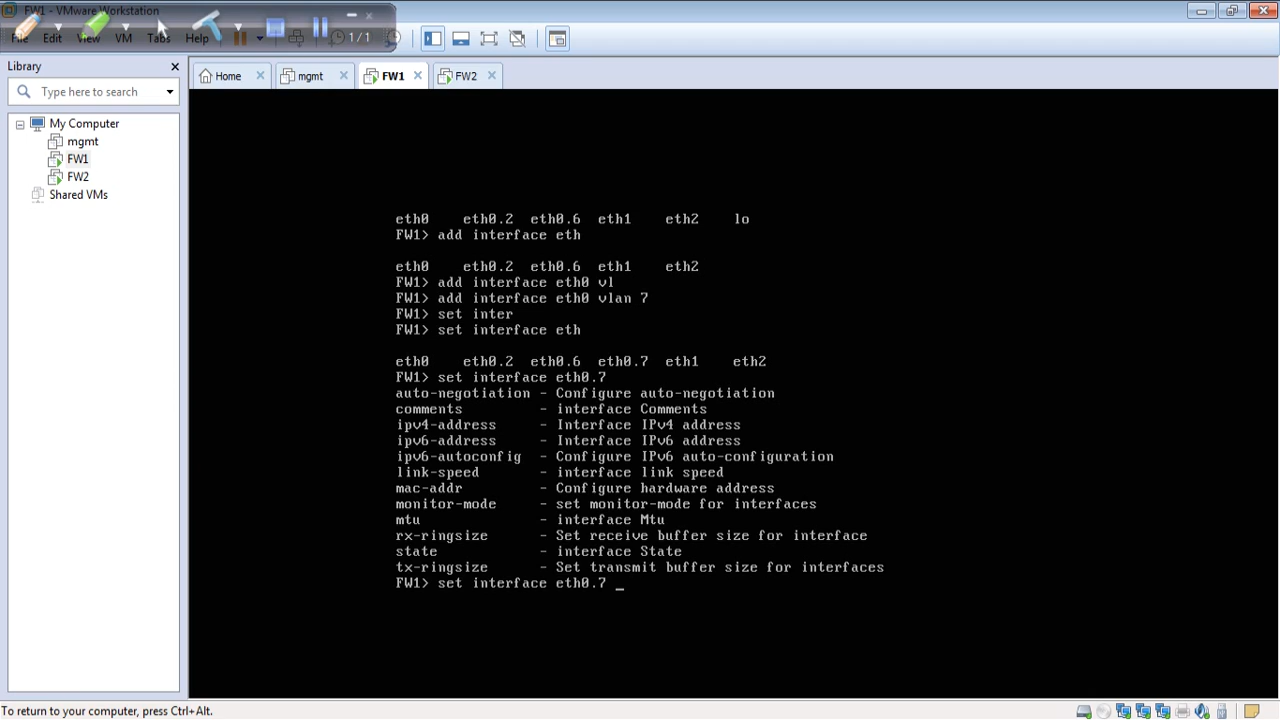 FW1 - VMware Workstation
File Edit View VM Tabs Help
1 / 1
Library
Type here to search
My Computer
mgmt
FW1
FW2
Shared VMs
Home mgmt FW1 FW2
eth0 eth0.2 eth0.6 eth1 eth2 lo
FW1> add interface eth
eth0 eth0.2 eth0.6 eth1 eth2
FW1> add interface eth0 vl
FW1> add interface eth0 vlan 7
FW1> set inter
FW1> set interface eth
eth0 eth0.2 eth0.6 eth0.7 eth1 eth2
FW1> set interface eth0.7
auto-negotiation - Configure auto-negotiation
comments - interface Comments
ipv4-address - Interface IPv4 address
ipv6-address - Interface IPv6 address
ipv6-autoconfig - Configure IPv6 auto-configuration
link-speed - interface link speed
mac-addr - Configure hardware address
monitor-mode - set monitor-mode for interfaces
mtu - interface Mtu
rx-ringsize - Set receive buffer size for interface
state - interface State
tx-ringsize - Set transmit buffer size for interfaces
FW1> set interface eth0.7 _
To return to your computer, press Ctrl+Alt.